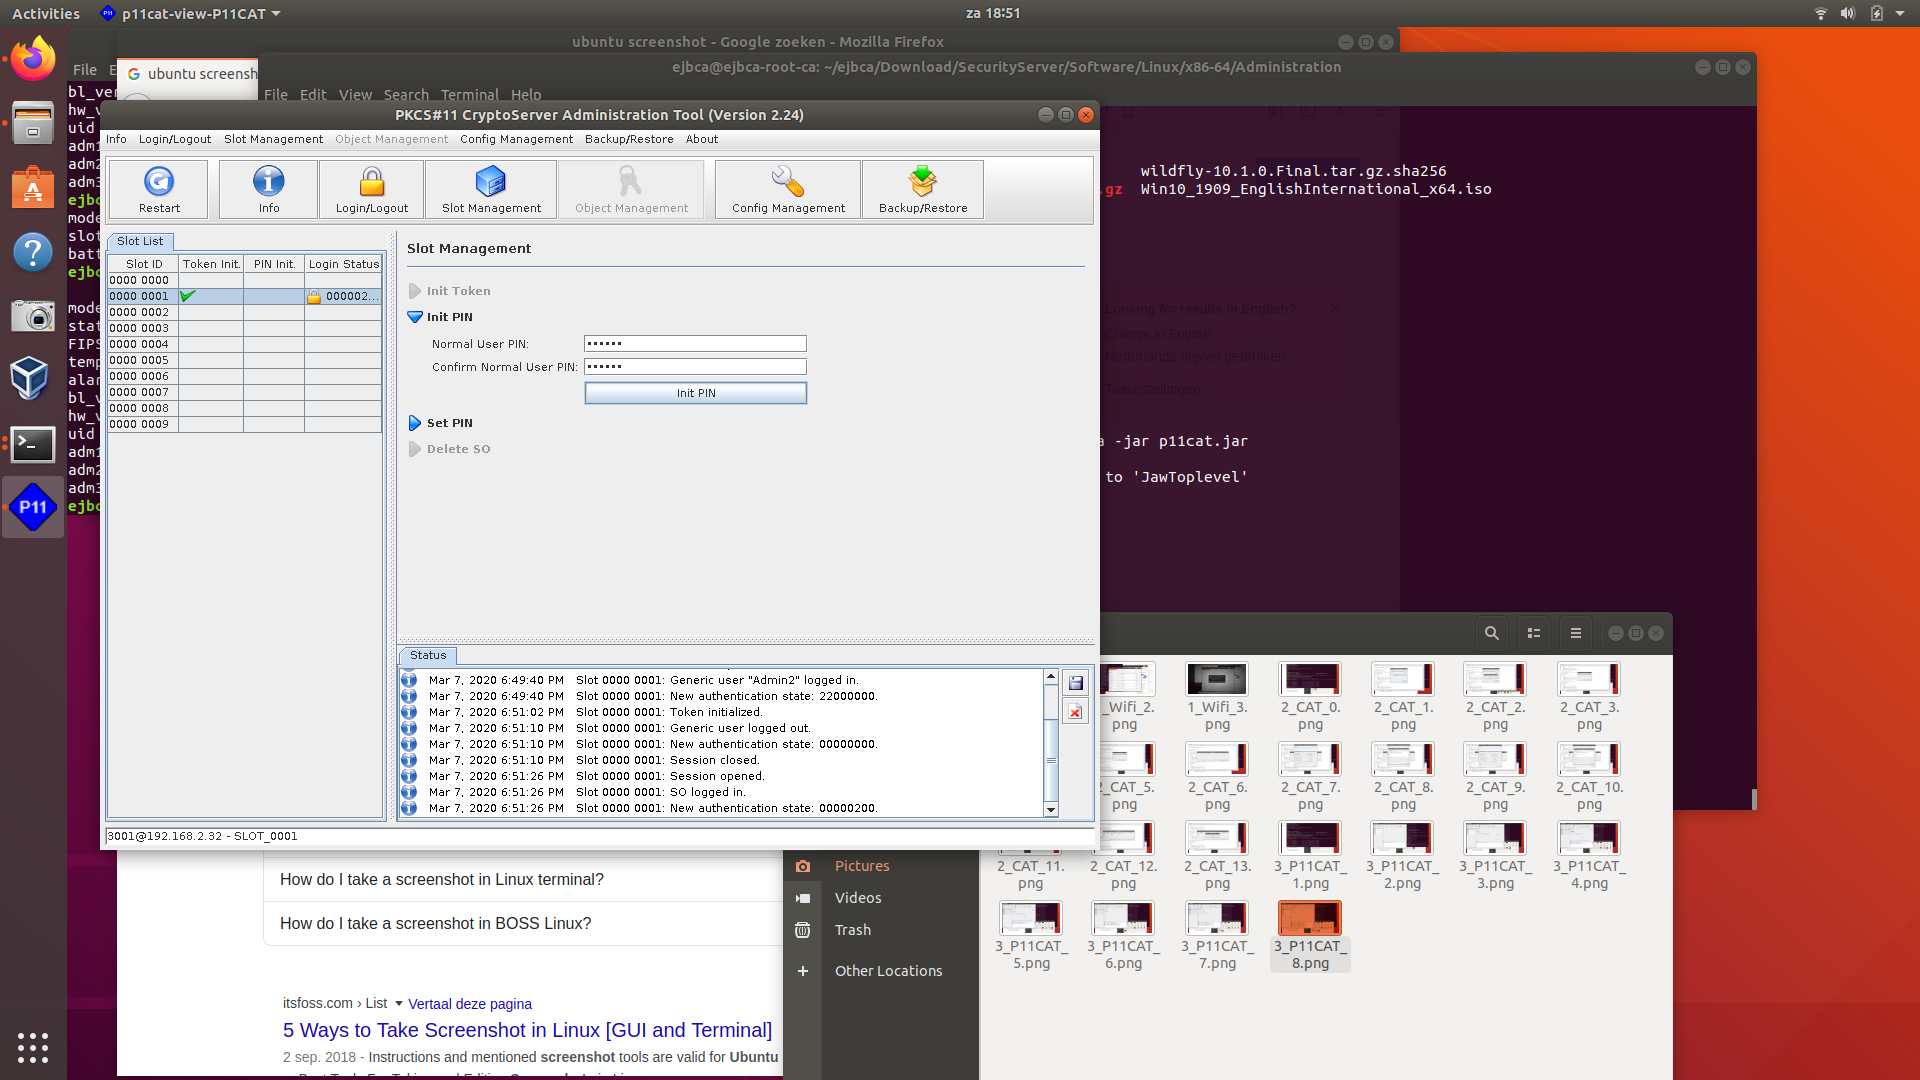 Activities
p11cat-view-P11CAT
za 18:51
ubuntu screenshot - Google zoeken - Mozilla Firefox
ejbca@ejbca-root-ca: ~/ejbca/Download/SecurityServer/Software/Linux/x86-64/Administration
File E
ubuntu screensh
File Edit View Search Terminal Help
bl_ver
hw_v
uid
adm1
adm2
adm3
ejbc
mode
slot
batt
ejbc
mode
stat
FIPS
temp
alar
bl_v
hw_v
uid
adm1
adm2
adm3
ejbc
PKCS#11 CryptoServer Administration Tool (Version 2.24)
Info Login/Logout Slot Management Object Management Config Management Backup/Restore About
Restart Info Login/Logout Slot Management Object Management Config Management Backup/Restore
Slot List
Slot ID Token Init. PIN Init. Login Status
0000 0000
0000 0001 000002...
0000 0002
0000 0003
0000 0004
0000 0005
0000 0006
0000 0007
0000 0008
0000 0009
Slot Management
Init Token
Init PIN
Normal User PIN:
Confirm Normal User PIN:
Init PIN
Set PIN
Delete SO
Status
Mar 7, 2020 6:49:40 PM Slot 0000 0001: Generic user "Admin2" logged in.
Mar 7, 2020 6:49:40 PM Slot 0000 0001: New authentication state: 22000000.
Mar 7, 2020 6:51:02 PM Slot 0000 0001: Token initialized.
Mar 7, 2020 6:51:10 PM Slot 0000 0001: Generic user logged out.
Mar 7, 2020 6:51:10 PM Slot 0000 0001: New authentication state: 00000000.
Mar 7, 2020 6:51:10 PM Slot 0000 0001: Session closed.
Mar 7, 2020 6:51:26 PM Slot 0000 0001: Session opened.
Mar 7, 2020 6:51:26 PM Slot 0000 0001: SO logged in.
Mar 7, 2020 6:51:26 PM Slot 0000 0001: New authentication state: 00000200.
3001@192.168.2.32 - SLOT_0001
P11
wildfly-10.1.0.Final.tar.gz.sha256
.gz Win10_1909_EnglishInternational_x64.iso
Looking for results in English?
Change to English
Nederlands blijven gebruiken
Taalinstellingen
a -jar p11cat.jar
to 'JawToplevel'
_Wifi_2.png
1_Wifi_3.png
2_CAT_0.png
2_CAT_1.png
2_CAT_2.png
2_CAT_3.png
2_CAT_5.png
2_CAT_6.png
2_CAT_7.png
2_CAT_8.png
2_CAT_9.png
2_CAT_10.png
2_CAT_11.png
2_CAT_12.png
2_CAT_13.png
3_P11CAT_1.png
3_P11CAT_2.png
3_P11CAT_3.png
3_P11CAT_4.png
3_P11CAT_5.png
3_P11CAT_6.png
3_P11CAT_7.png
3_P11CAT_8.png
Pictures
Videos
Trash
Other Locations
How do I take a screenshot in Linux terminal?
How do I take a screenshot in BOSS Linux?
itsfoss.com › List Vertaal deze pagina
5 Ways to Take Screenshot in Linux [GUI and Terminal]
2 sep. 2018 - Instructions and mentioned screenshot tools are valid for Ubuntu